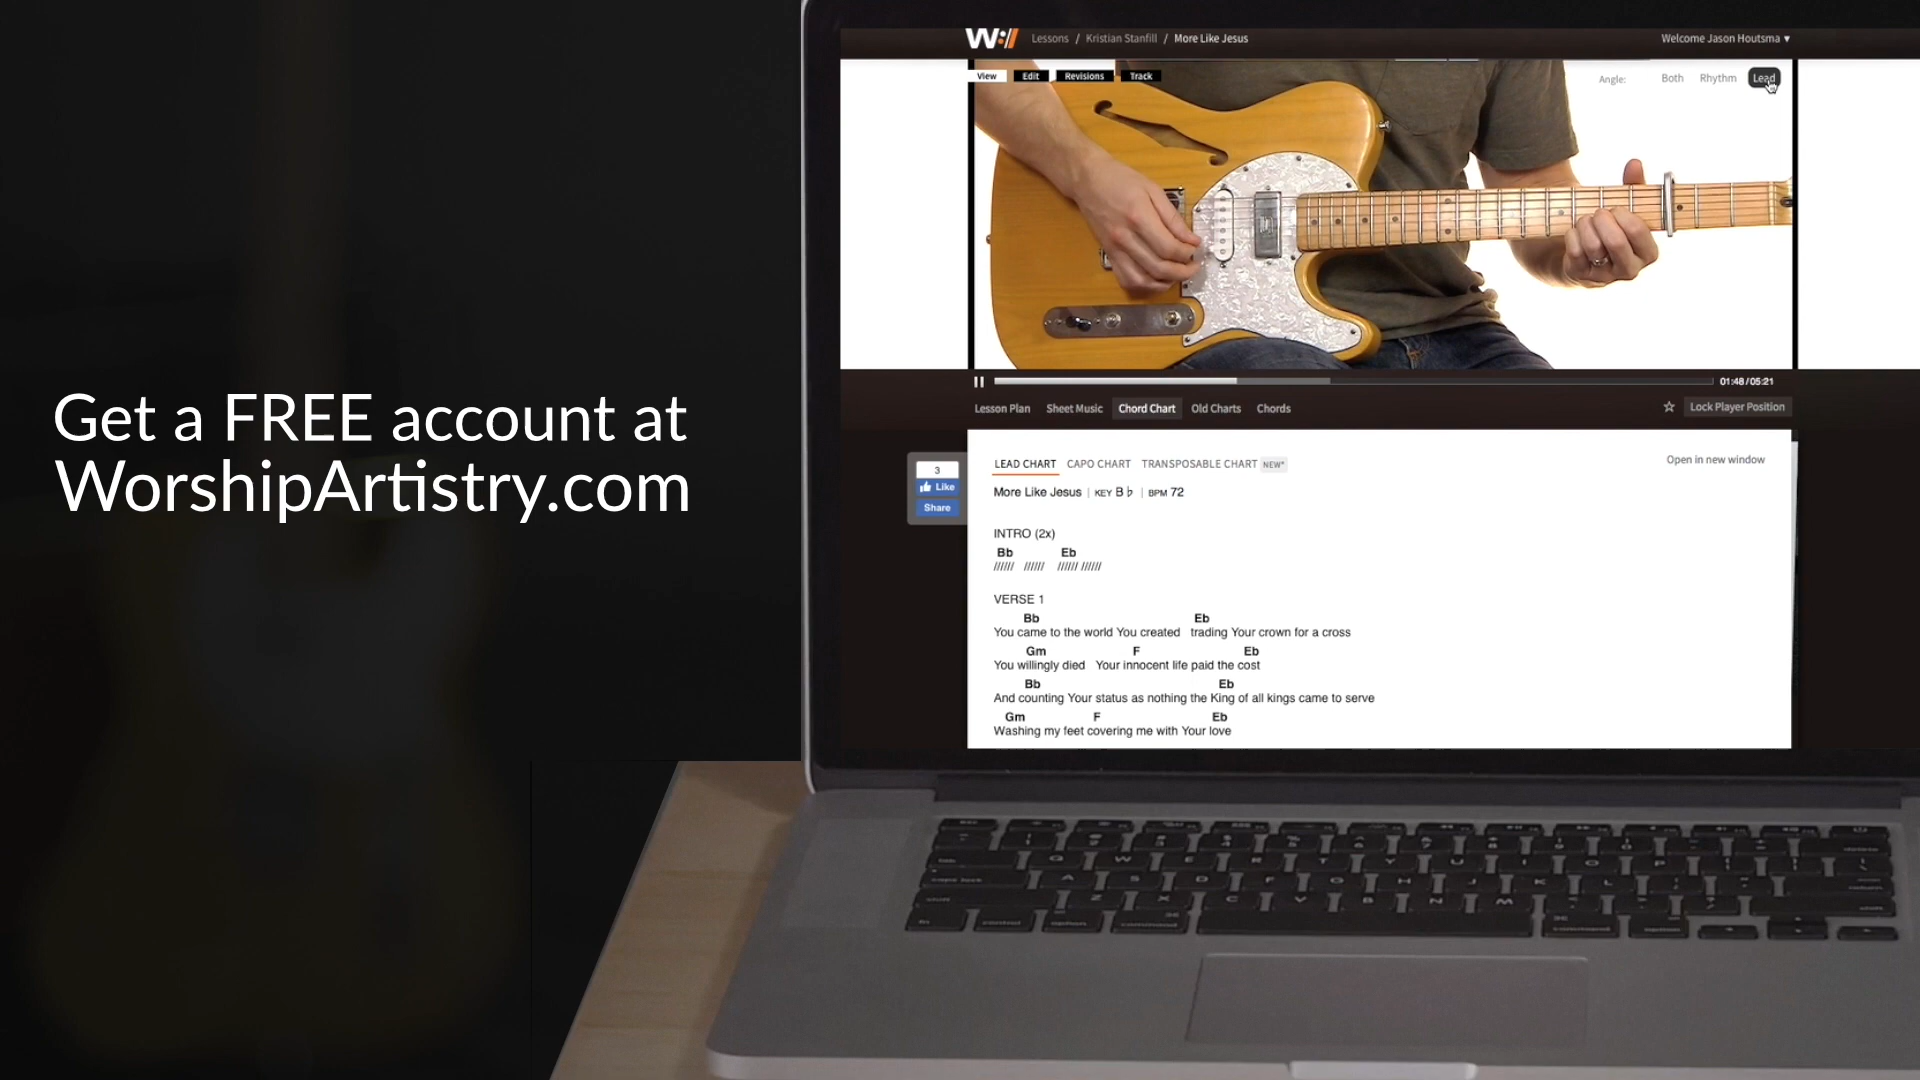 Get a FREE account at
WorshipArtistry.com
W:// Lessons / Kristian Stanfill / More Like Jesus Welcome Jason Houtsma ▾
View Edit Revisions Track Angle: Both Rhythm Lead
01:48/05:21
Lesson Plan Sheet Music Chord Chart Old Charts Chords ☆ Lock Player Position
3
Like
Share
LEAD CHART CAPO CHART TRANSPOSABLE CHART NEW* Open in new window
More Like Jesus | KEY B♭ | BPM 72
INTRO (2x)
Bb Eb
////// ////// ////// //////
VERSE 1
Bb Eb
You came to the world You created trading Your crown for a cross
Gm F Eb
You willingly died Your innocent life paid the cost
Bb Eb
And counting Your status as nothing the King of all kings came to serve
Gm F Eb
Washing my feet covering me with Your love
Q W E R T Y U I O P
A S D F G H J K L
Z X C V B N M
control option command command option